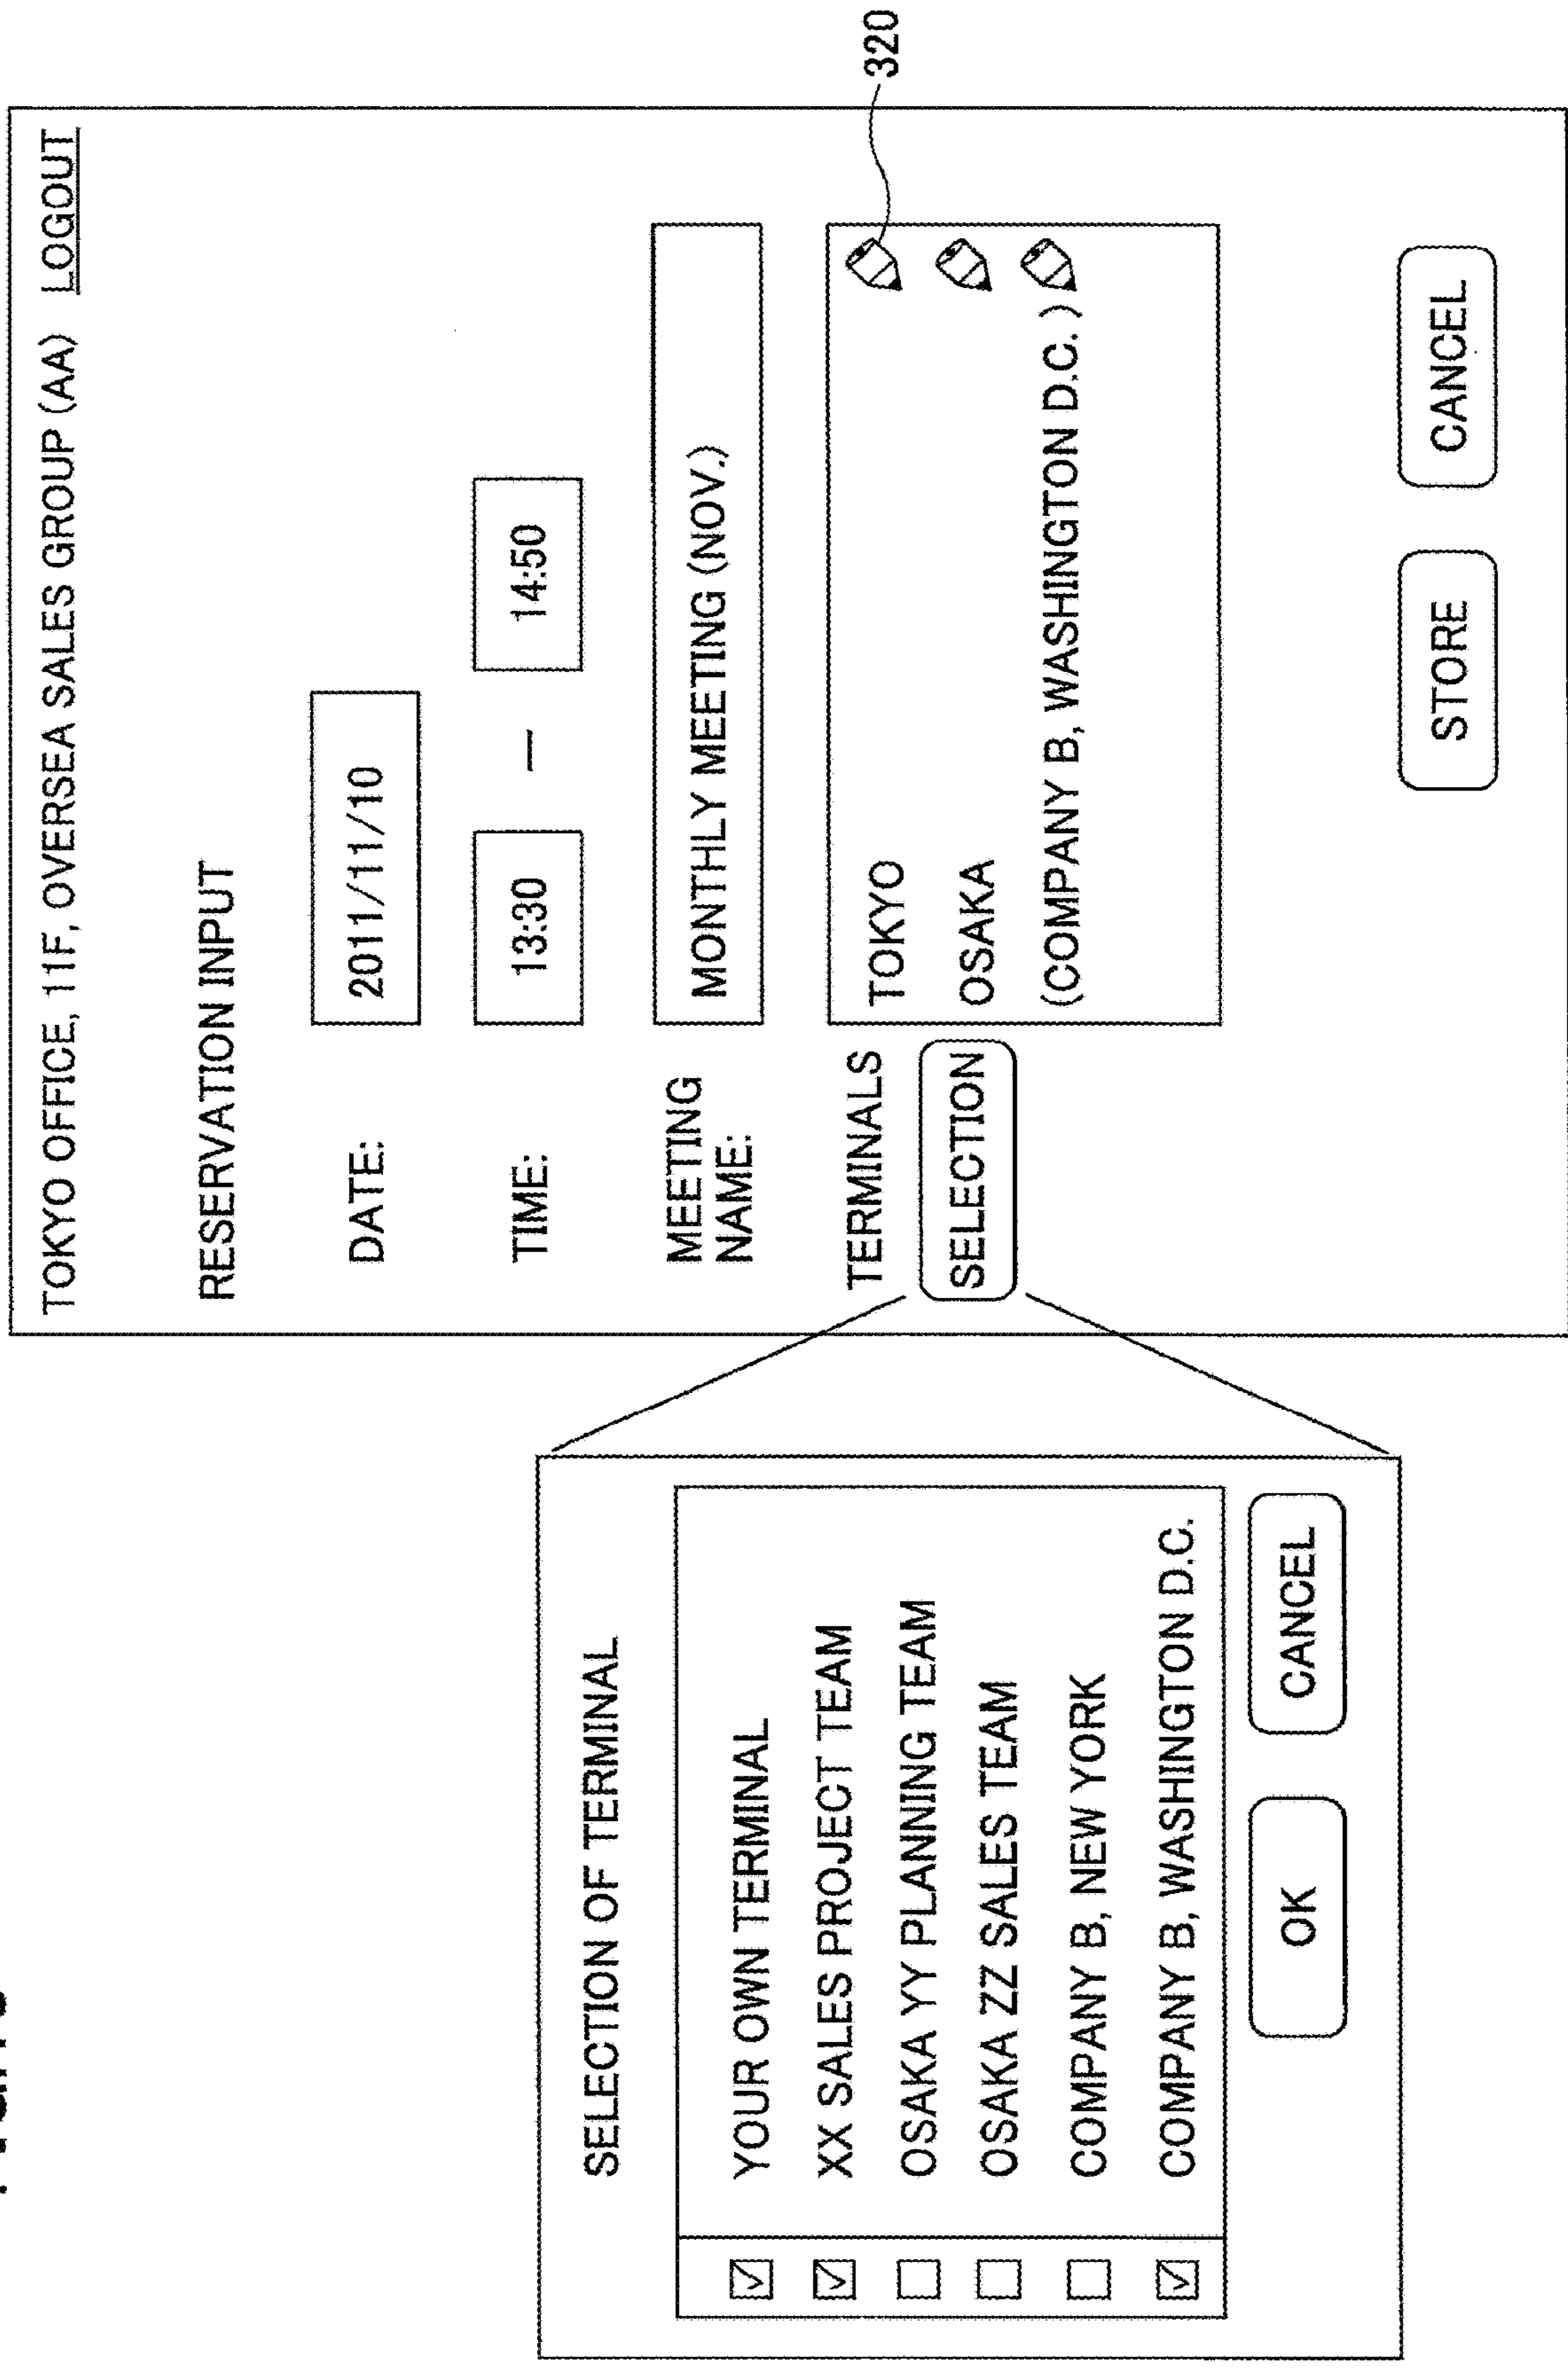 SELECTION OF TERMINAL
YOUR OWN TERMINAL
XX SALES PROJECT TEAM
OSAKA YY PLANNING TEAM
OSAKA ZZ SALES TEAM
COMPANY B, NEW YORK
COMPANY B, WASHINGTON D.C.
OK
CANCEL
TOKYO OFFICE, 11F, OVERSEA SALES GROUP (AA) LOGOUT
RESERVATION INPUT
DATE: 2011/11/10
TIME: 13:30 — 14:50
MEETING
NAME:
MONTHLY MEETING (NOV.)
TERMINALS
SELECTION
TOKYO
OSAKA
(COMPANY B, WASHINGTON D.C. )
320
STORE
CANCEL